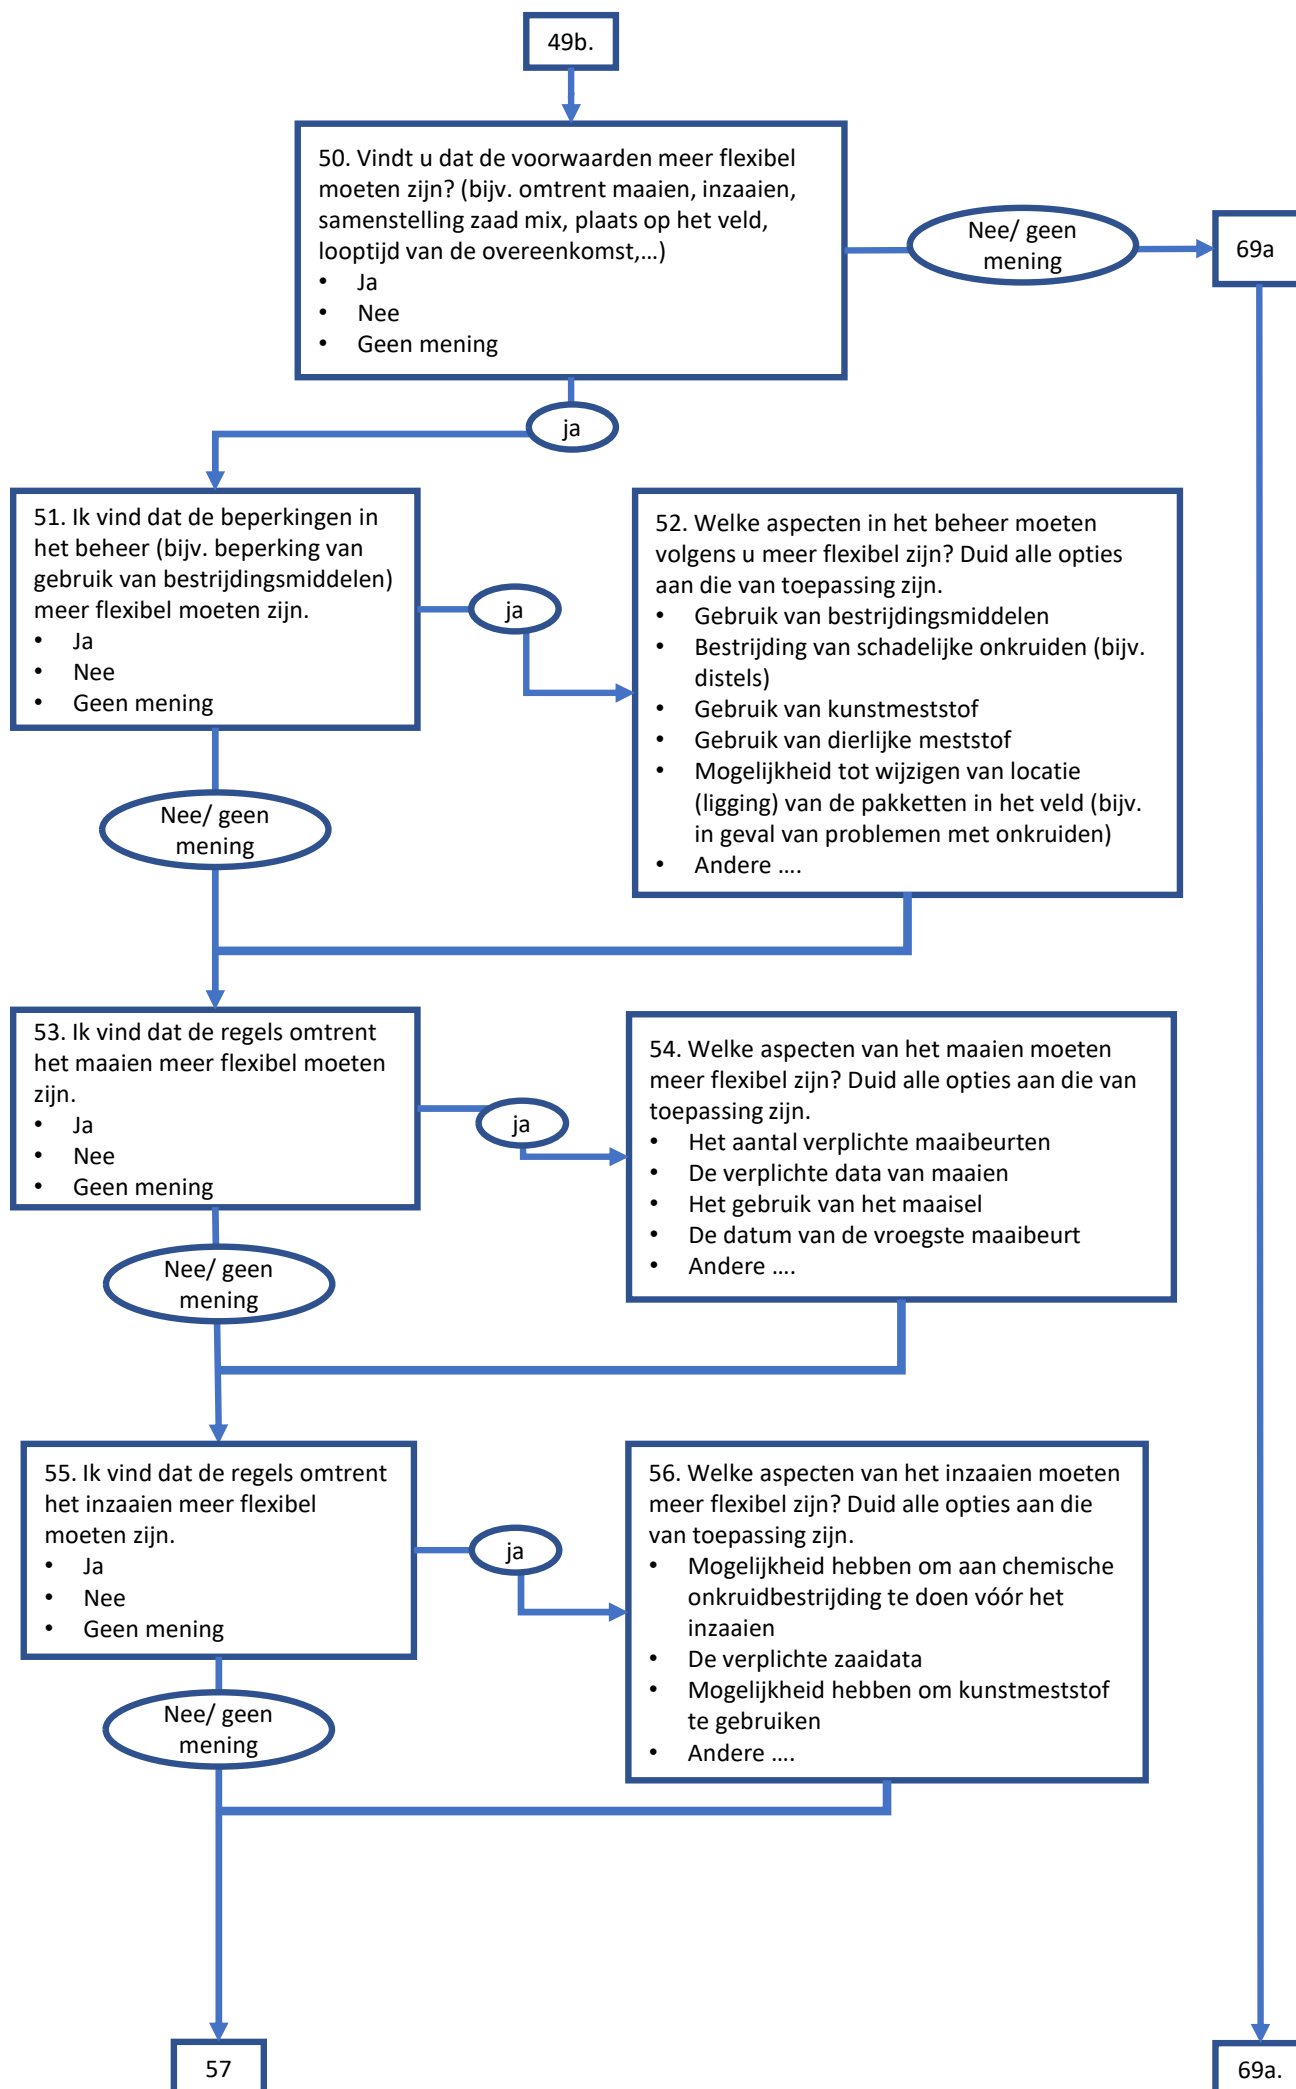 49b.
50. Vindt u dat de voorwaarden meer flexibel
moeten zijn? (bijv. omtrent maaien, inzaaien,
samenstelling zaad mix, plaats op het veld,
looptijd van de overeenkomst,…)
• Ja
• Nee
• Geen mening
Nee/ geen
mening
69a
ja
51. Ik vind dat de beperkingen in
het beheer (bijv. beperking van
gebruik van bestrijdingsmiddelen)
meer flexibel moeten zijn.
• Ja
• Nee
• Geen mening
ja
52. Welke aspecten in het beheer moeten
volgens u meer flexibel zijn? Duid alle opties
aan die van toepassing zijn.
• Gebruik van bestrijdingsmiddelen
• Bestrijding van schadelijke onkruiden (bijv.
distels)
• Gebruik van kunstmeststof
• Gebruik van dierlijke meststof
• Mogelijkheid tot wijzigen van locatie
(ligging) van de pakketten in het veld (bijv.
in geval van problemen met onkruiden)
• Andere ….
Nee/ geen
mening
53. Ik vind dat de regels omtrent
het maaien meer flexibel moeten
zijn.
• Ja
• Nee
• Geen mening
ja
54. Welke aspecten van het maaien moeten
meer flexibel zijn? Duid alle opties aan die van
toepassing zijn.
• Het aantal verplichte maaibeurten
• De verplichte data van maaien
• Het gebruik van het maaisel
• De datum van de vroegste maaibeurt
• Andere ….
Nee/ geen
mening
55. Ik vind dat de regels omtrent
het inzaaien meer flexibel
moeten zijn.
• Ja
• Nee
• Geen mening
ja
56. Welke aspecten van het inzaaien moeten
meer flexibel zijn? Duid alle opties aan die
van toepassing zijn.
• Mogelijkheid hebben om aan chemische
onkruidbestrijding te doen vóór het
inzaaien
• De verplichte zaaidata
• Mogelijkheid hebben om kunstmeststof
te gebruiken
• Andere ….
Nee/ geen
mening
57
69a.